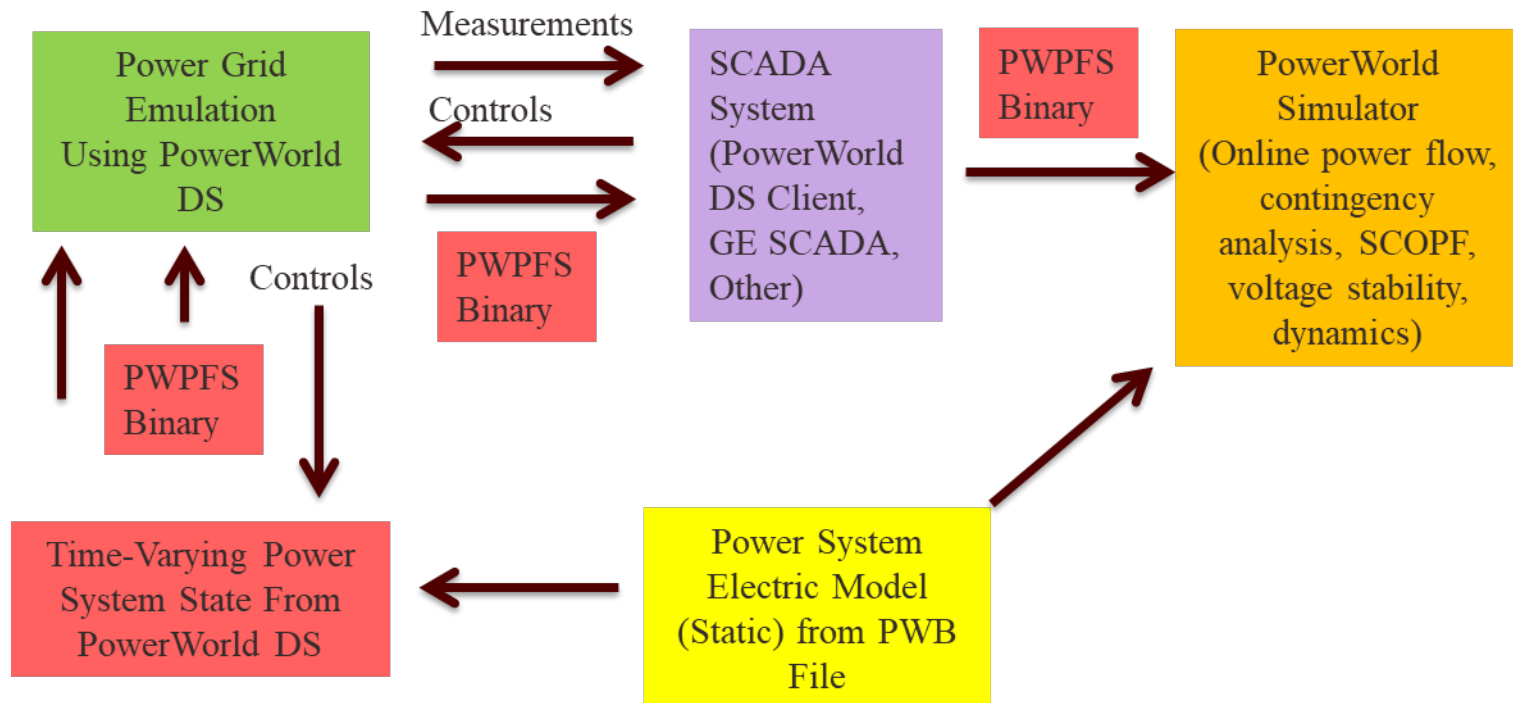 Measurements
Power Grid
Emulation
Using PowerWorld
DS
Controls
SCADA
System
(PowerWorld
DS Client,
GE SCADA,
Other)
PWPFS
Binary
PowerWorld
Simulator
(Online power flow,
contingency
analysis, SCOPF,
voltage stability,
dynamics)
PWPFS
Binary
Controls
PWPFS
Binary
Time-Varying Power
System State From
PowerWorld DS
Power System
Electric Model
(Static) from PWB
File